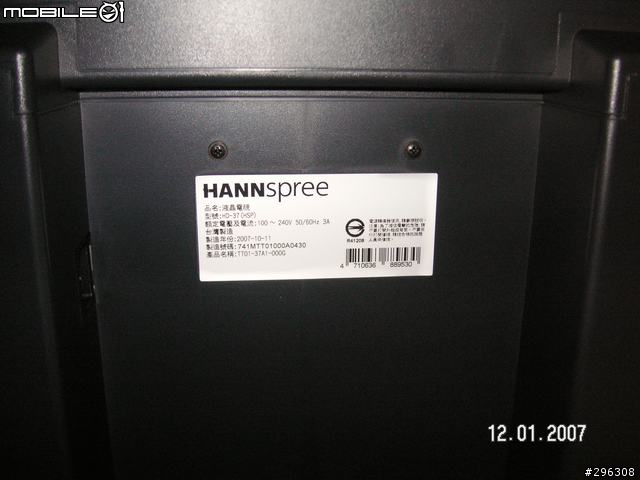 MOBILE01
HANNspree
品名:液晶電視
型號:HD-37(HSP)
額定電壓及電流:100～240V 50/60Hz 3A
台灣製造
製造年份:2007-10-11
製造號碼:741MTT01000A0430
產品名稱:TT01-37A1-000G
R41208
4 710636 889530
12.01.2007
#296308